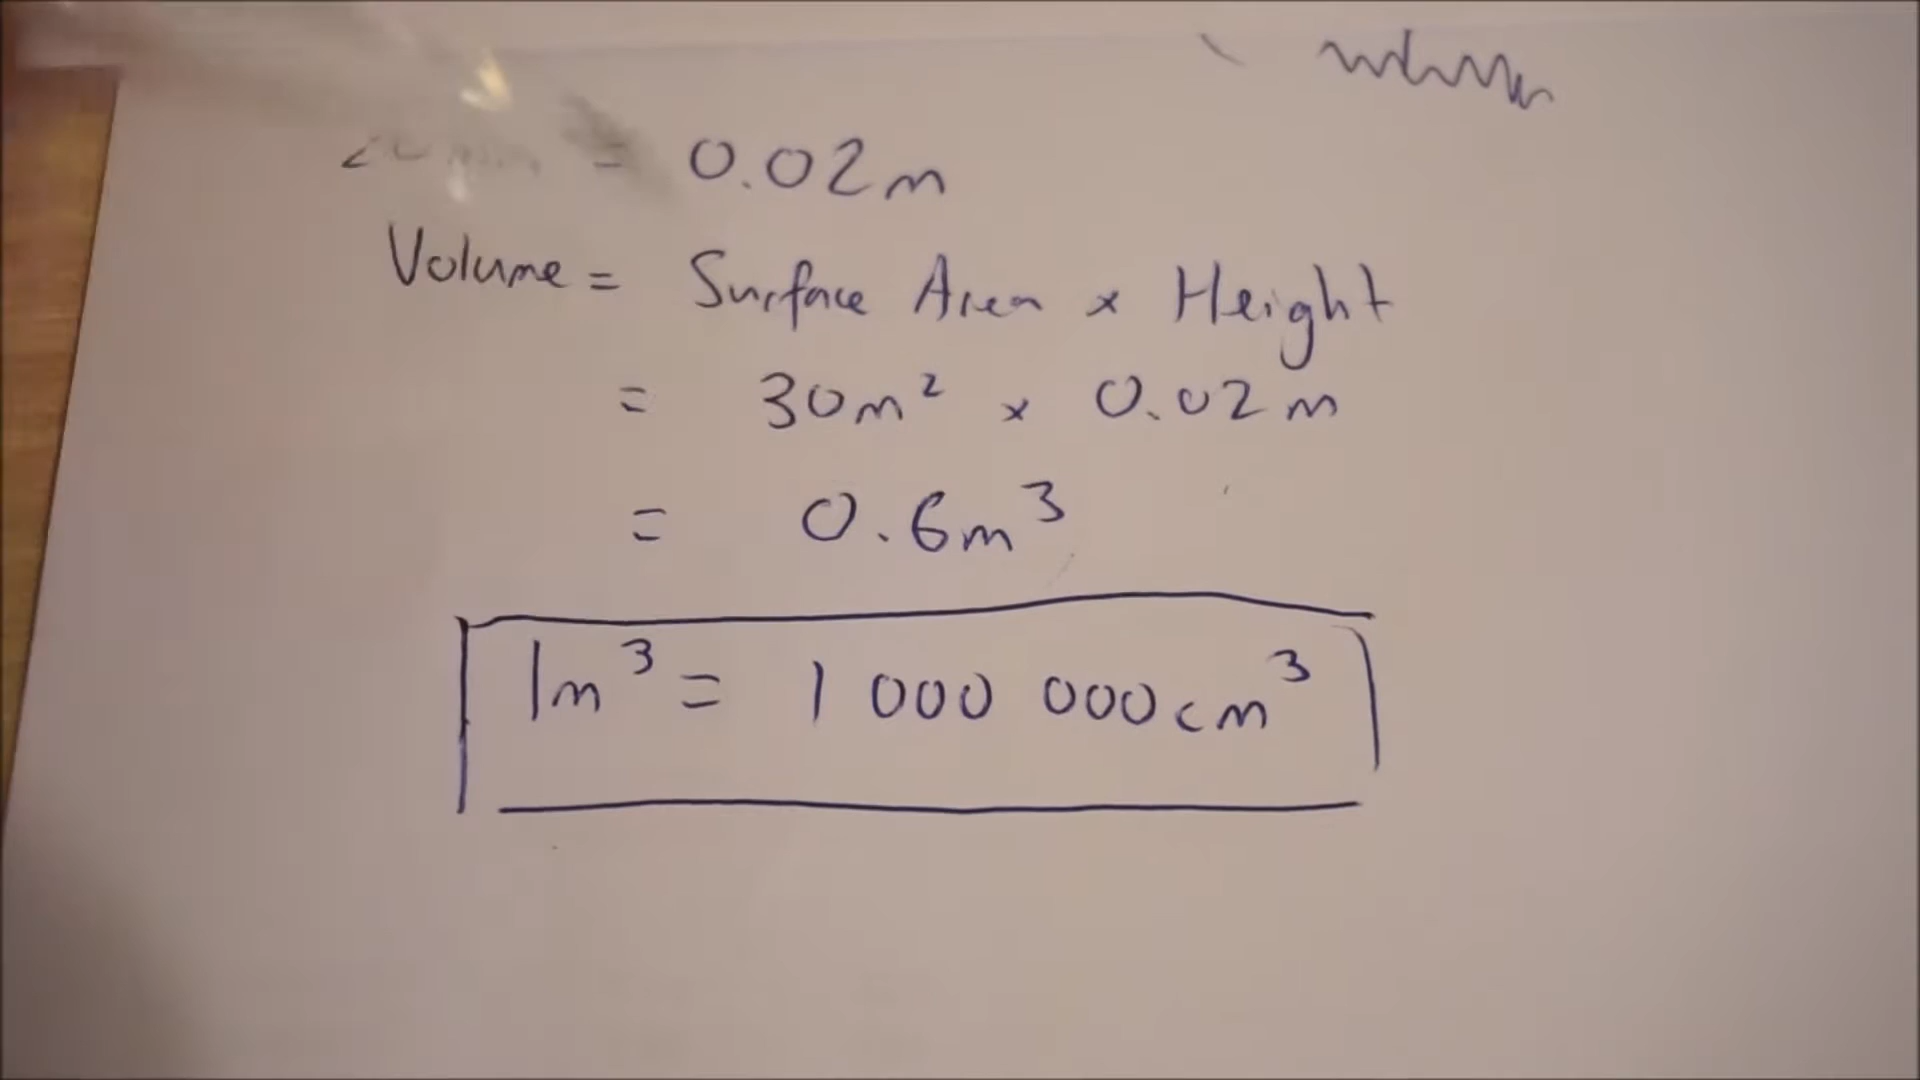 = 0.02m
Volume = Surface Area x Height
= 30m² x 0.02m
= 0.6m³
1m³ = 1 000 000cm³